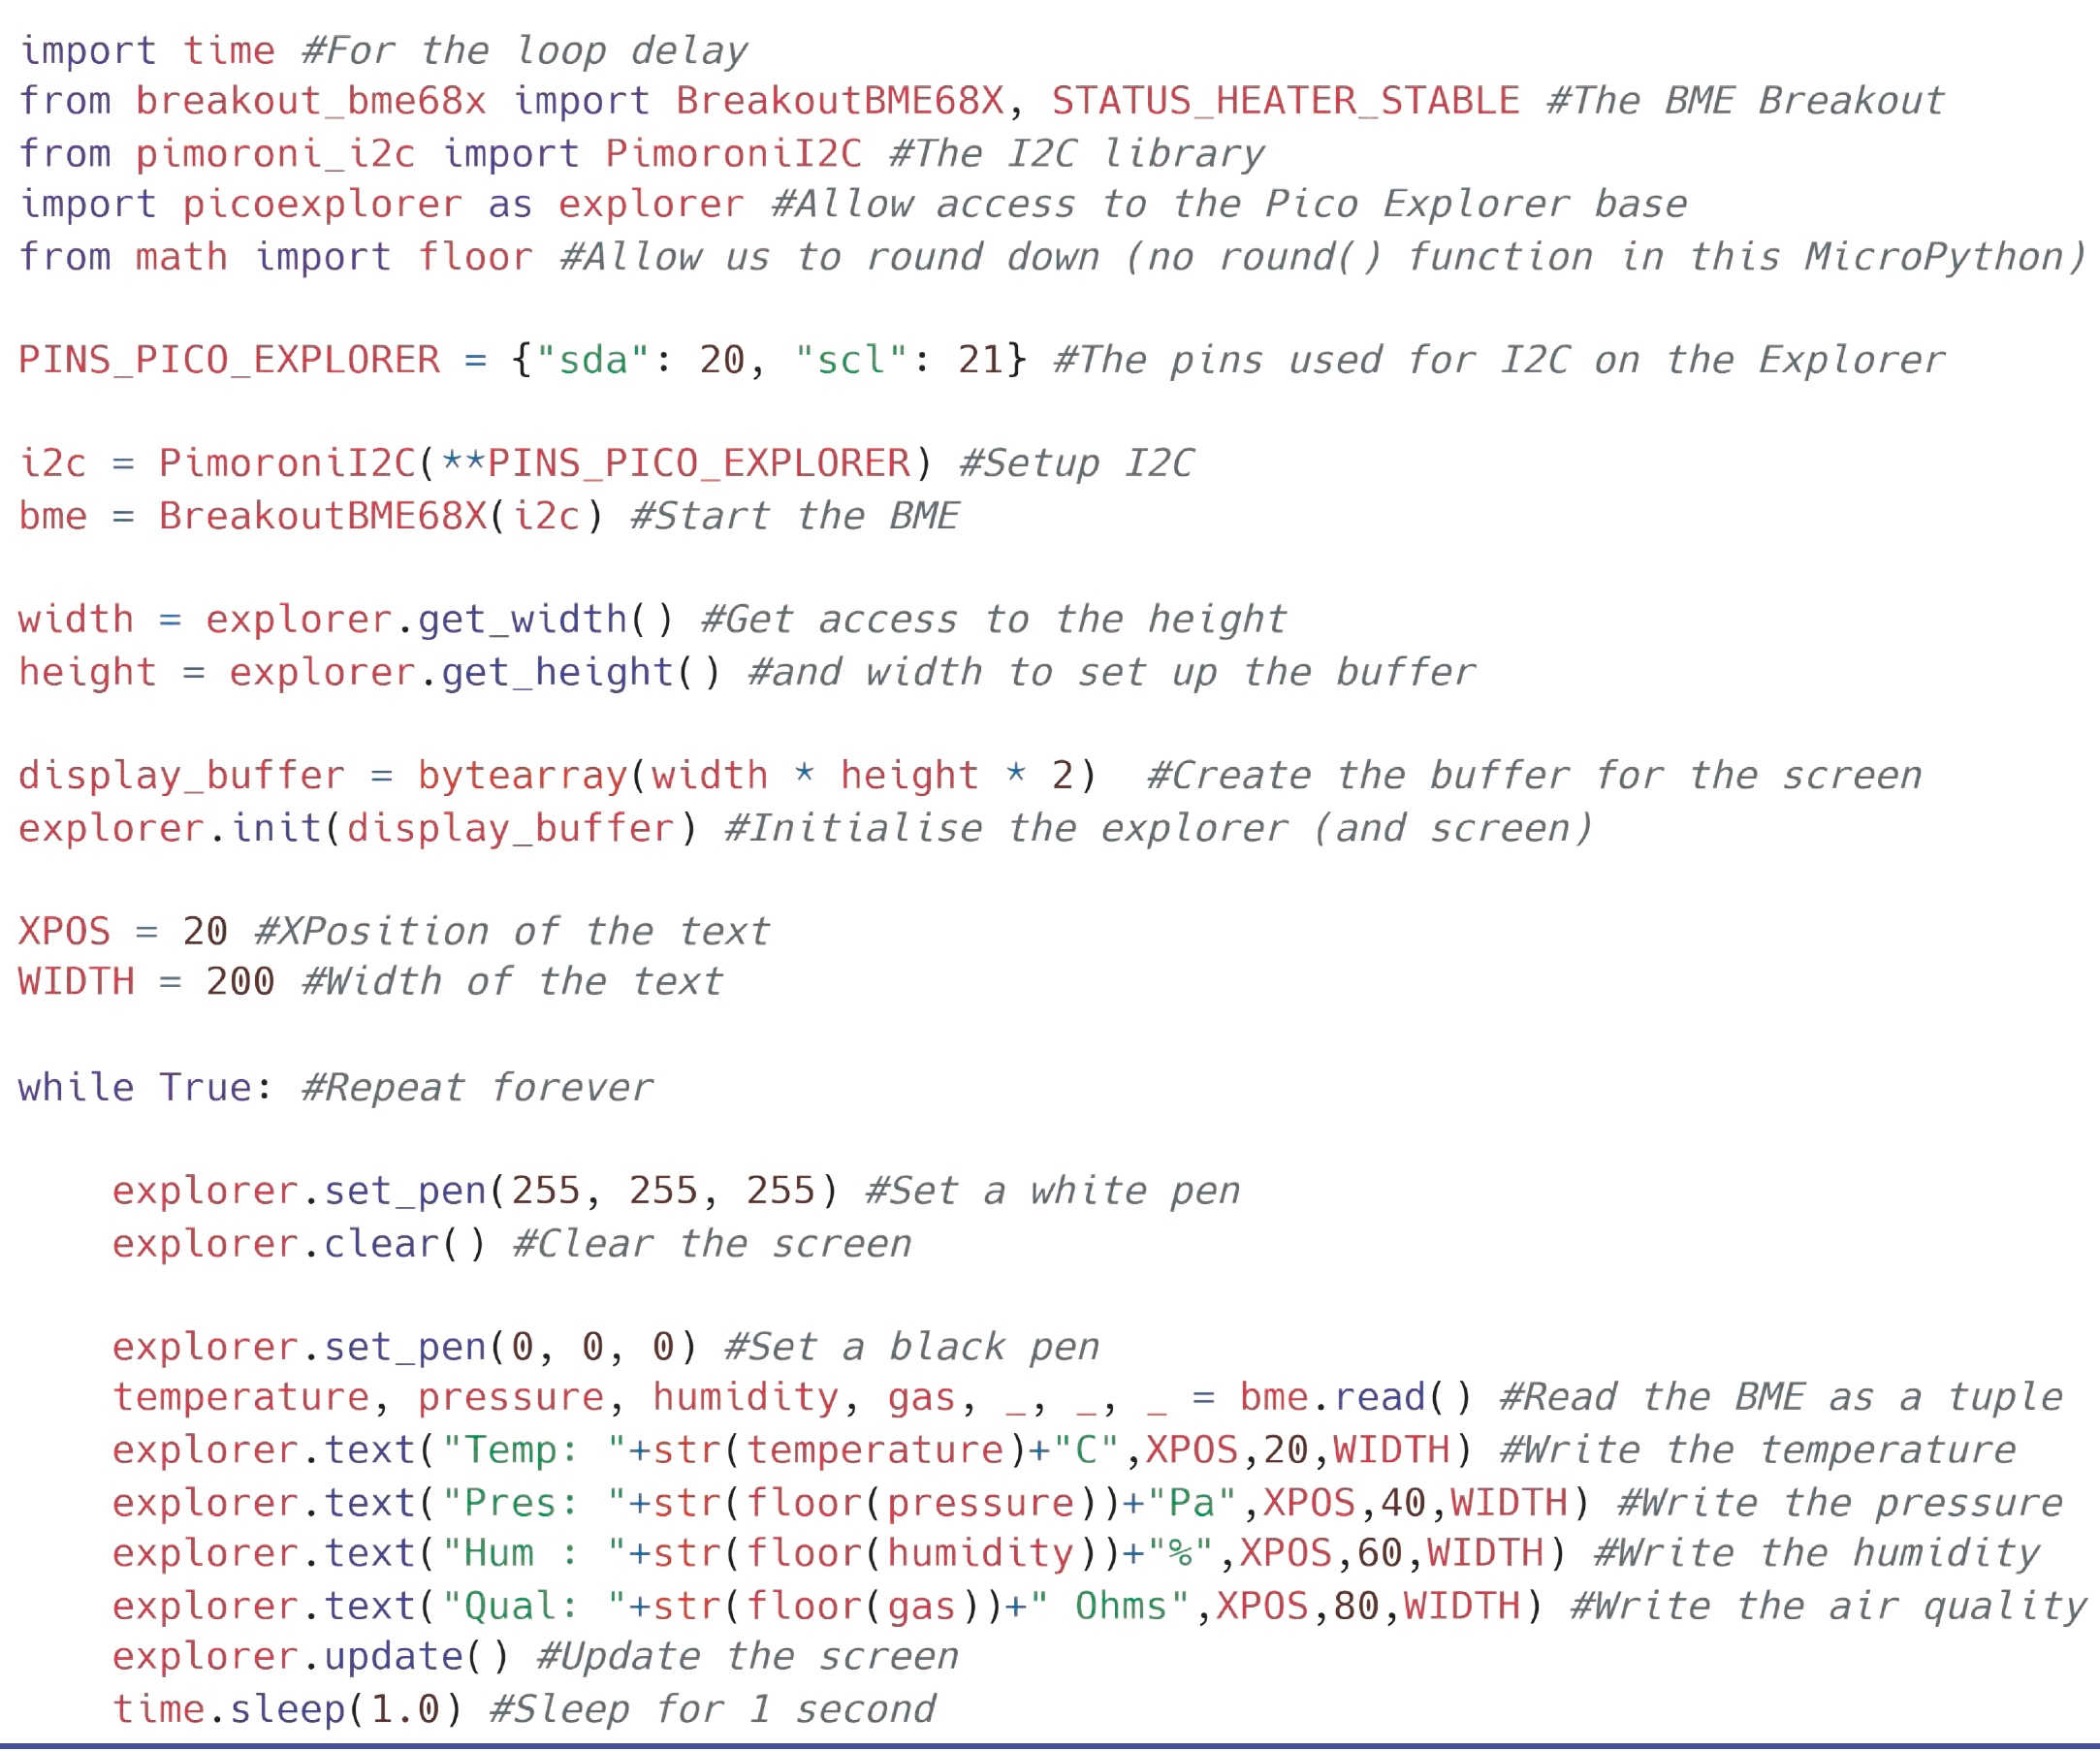 import time #For the loop delay
from breakout_bme68x import BreakoutBME68X, STATUS_HEATER_STABLE #The BME Breakout
from pimoroni_i2c import PimoroniI2C #The I2C library
import picoexplorer as explorer #Allow access to the Pico Explorer base
from math import floor #Allow us to round down (no round() function in this MicroPython)

PINS_PICO_EXPLORER = {"sda": 20, "scl": 21} #The pins used for I2C on the Explorer

i2c = PimoroniI2C(**PINS_PICO_EXPLORER) #Setup I2C
bme = BreakoutBME68X(i2c) #Start the BME

width = explorer.get_width() #Get access to the height
height = explorer.get_height() #and width to set up the buffer

display_buffer = bytearray(width * height * 2)  #Create the buffer for the screen
explorer.init(display_buffer) #Initialise the explorer (and screen)

XPOS = 20 #XPosition of the text
WIDTH = 200 #Width of the text

while True: #Repeat forever

    explorer.set_pen(255, 255, 255) #Set a white pen
    explorer.clear() #Clear the screen

    explorer.set_pen(0, 0, 0) #Set a black pen
    temperature, pressure, humidity, gas, _, _, _ = bme.read() #Read the BME as a tuple
    explorer.text("Temp: "+str(temperature)+"C",XPOS,20,WIDTH) #Write the temperature
    explorer.text("Pres: "+str(floor(pressure))+"Pa",XPOS,40,WIDTH) #Write the pressure
    explorer.text("Hum : "+str(floor(humidity))+"%",XPOS,60,WIDTH) #Write the humidity
    explorer.text("Qual: "+str(floor(gas))+" Ohms",XPOS,80,WIDTH) #Write the air quality
    explorer.update() #Update the screen
    time.sleep(1.0) #Sleep for 1 second